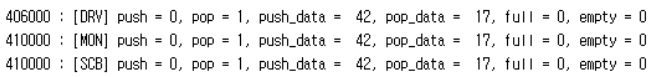 406000 : [DRV] push = 0, pop = 1, push_data =  42, pop_data =  17, full = 0, empty = 0
410000 : [MON] push = 0, pop = 1, push_data =  42, pop_data =  17, full = 0, empty = 0
410000 : [SCB] push = 0, pop = 1, push_data =  42, pop_data =  17, full = 0, empty = 0